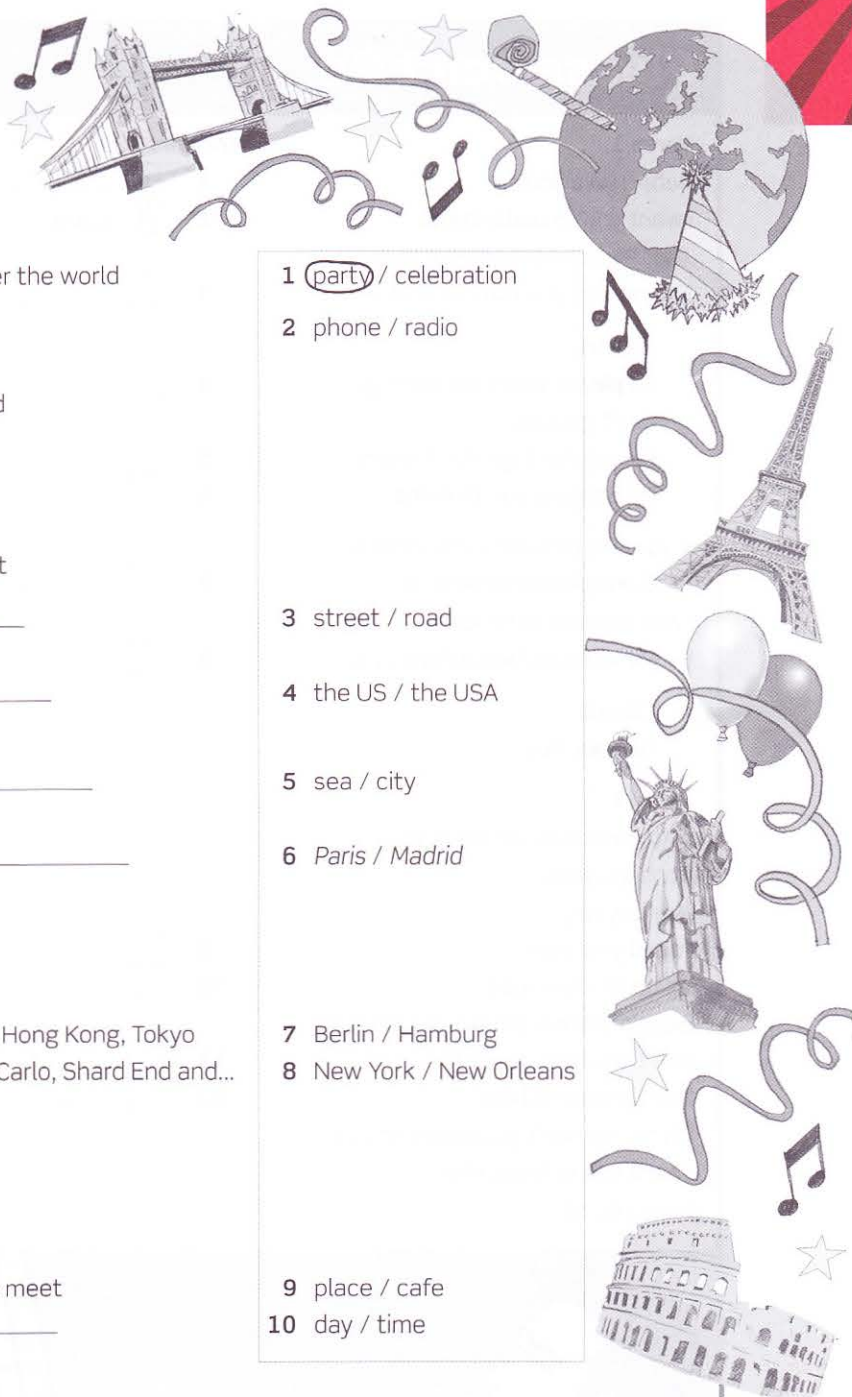 er the world
1 party / celebration
2 phone / radio
d
t
3 street / road
4 the US / the USA
5 sea / city
6 Paris / Madrid
Hong Kong, Tokyo
7 Berlin / Hamburg
Carlo, Shard End and...
8 New York / New Orleans
meet
9 place / cafe
10 day / time